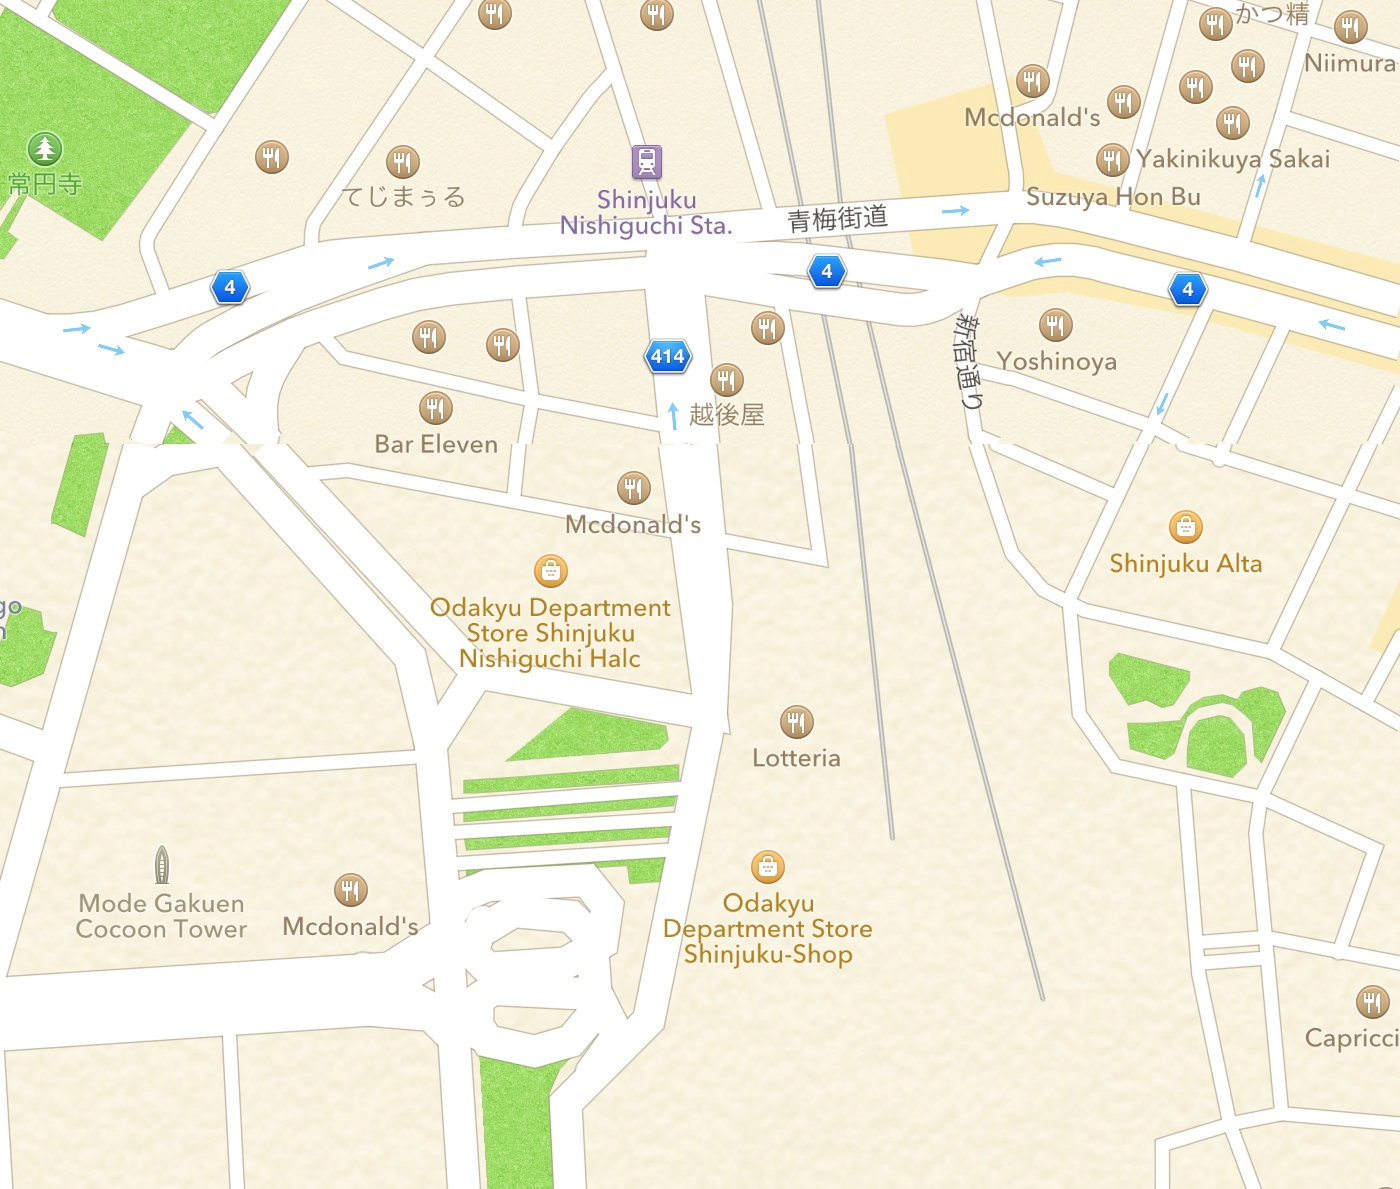 かつ精
Niimura
Mcdonald's
Yakinikuya Sakai
常円寺
てじまぅる
Shinjuku
Nishiguchi Sta.
Suzuya Hon Bu
青梅街道
4
4
4
414
新宿通り
Yoshinoya
越後屋
Bar Eleven
Mcdonald's
Shinjuku Alta
Odakyu Department
Store Shinjuku
Nishiguchi Halc
go
n
Lotteria
Mode Gakuen
Cocoon Tower
Mcdonald's
Odakyu
Department Store
Shinjuku-Shop
Capricci